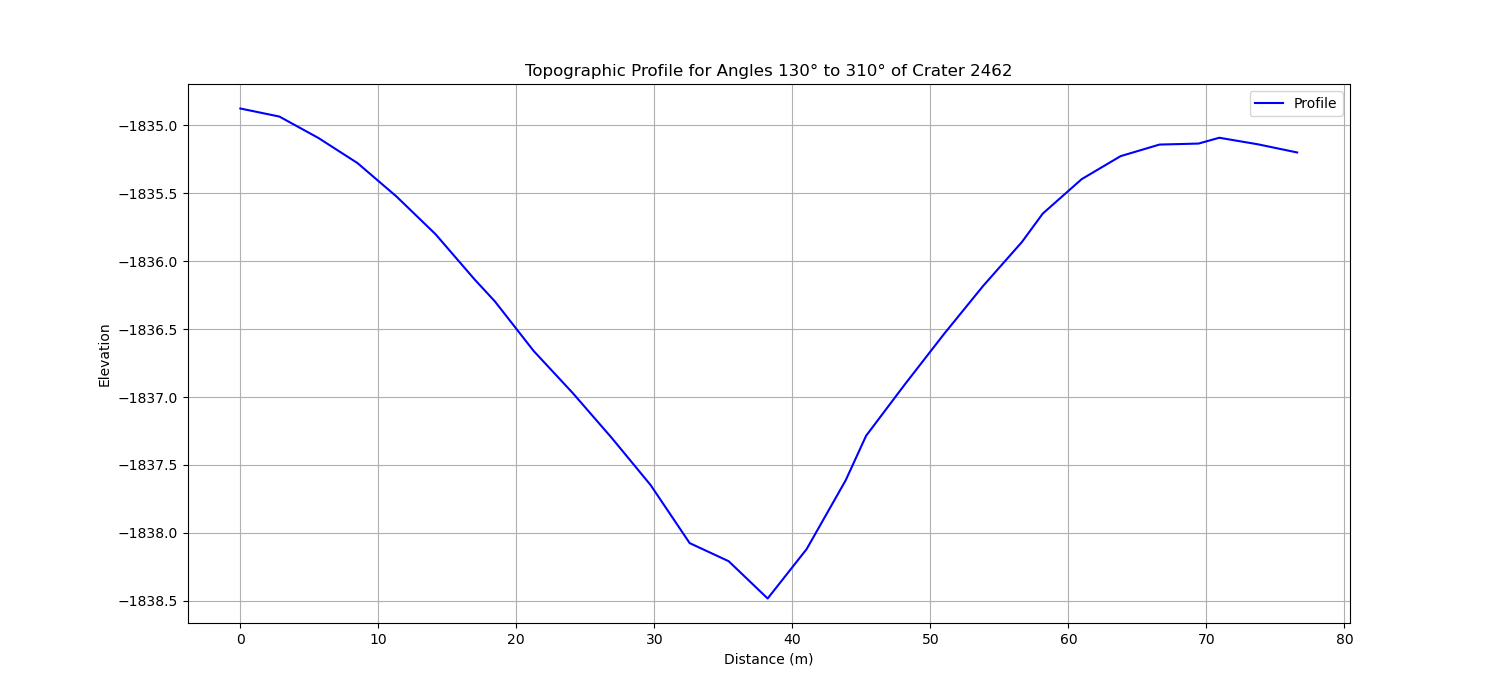 Topographic Profile for Angles 130° to 310° of Crater 2462
Profile
−1835.0
−1835.5
−1836.0
−1836.5
−1837.0
−1837.5
−1838.0
−1838.5
Elevation
0 10 20 30 40 50 60 70 80
Distance (m)